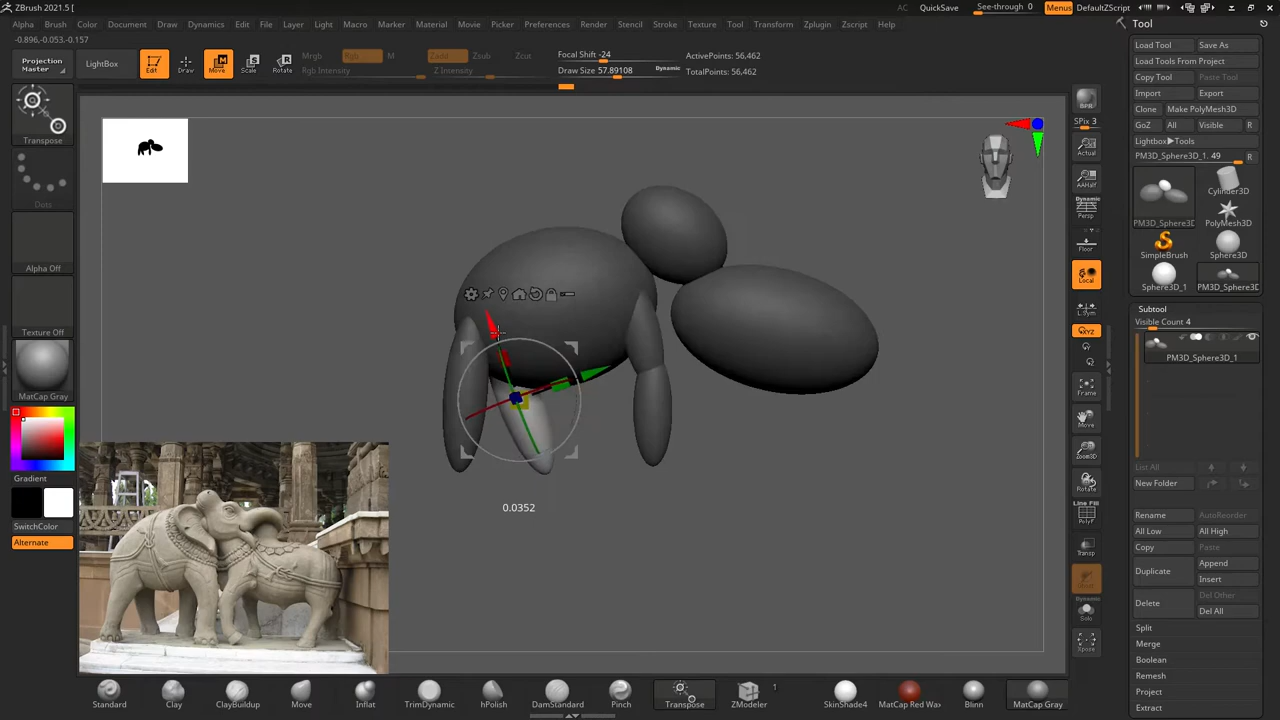 ZBrush 2021.5 [
AC QuickSave See-through 0 Menus DefaultZScript
Alpha Brush Color Document Draw Dynamics Edit File Layer Light Macro Marker Material Movie Picker Preferences Render Stencil Stroke Texture Tool Transform Zplugin Zscript Help
-0.896,-0.053,-0.157
Projection
Master
LightBox
Edit Draw Move Scale Rotate
Mrgb Rgb M
Rgb Intensity
Zadd Zsub Zcut
Z Intensity
Focal Shift -24
Draw Size 57.89108 Dynamic
ActivePoints: 56,462
TotalPoints: 56,462
Transpose
Dots
Alpha Off
Texture Off
MatCap Gray
Gradient
SwitchColor
Alternate
0.0352
BPR
SPix 3
Actual
AAHalf
Dynamic
Persp
Floor
Local
L.Sym
XYZ
Frame
Move
Zoom3D
Rotate
Line Fill
PolyF
Transp
Dynamic
Solo
Xpose
Tool
Load Tool Save As
Load Tools From Project
Copy Tool Paste Tool
Import Export
Clone Make PolyMesh3D
GoZ All Visible R
Lightbox▶Tools
PM3D_Sphere3D_1. 49 R
PM3D_Sphere3D
Cylinder3D
PolyMesh3D
SimpleBrush
Sphere3D
Sphere3D_1
PM3D_Sphere3D
Subtool
Visible Count 4
PM3D_Sphere3D_1
List All
New Folder
Rename AutoReorder
All Low All High
Copy Paste
Duplicate
Append
Insert
Delete
Del Other
Del All
Split
Merge
Boolean
Remesh
Project
Extract
Standard Clay ClayBuildup Move Inflat TrimDynamic hPolish DamStandard Pinch Transpose ZModeler 1 SkinShade4 MatCap Red Wax Blinn MatCap Gray